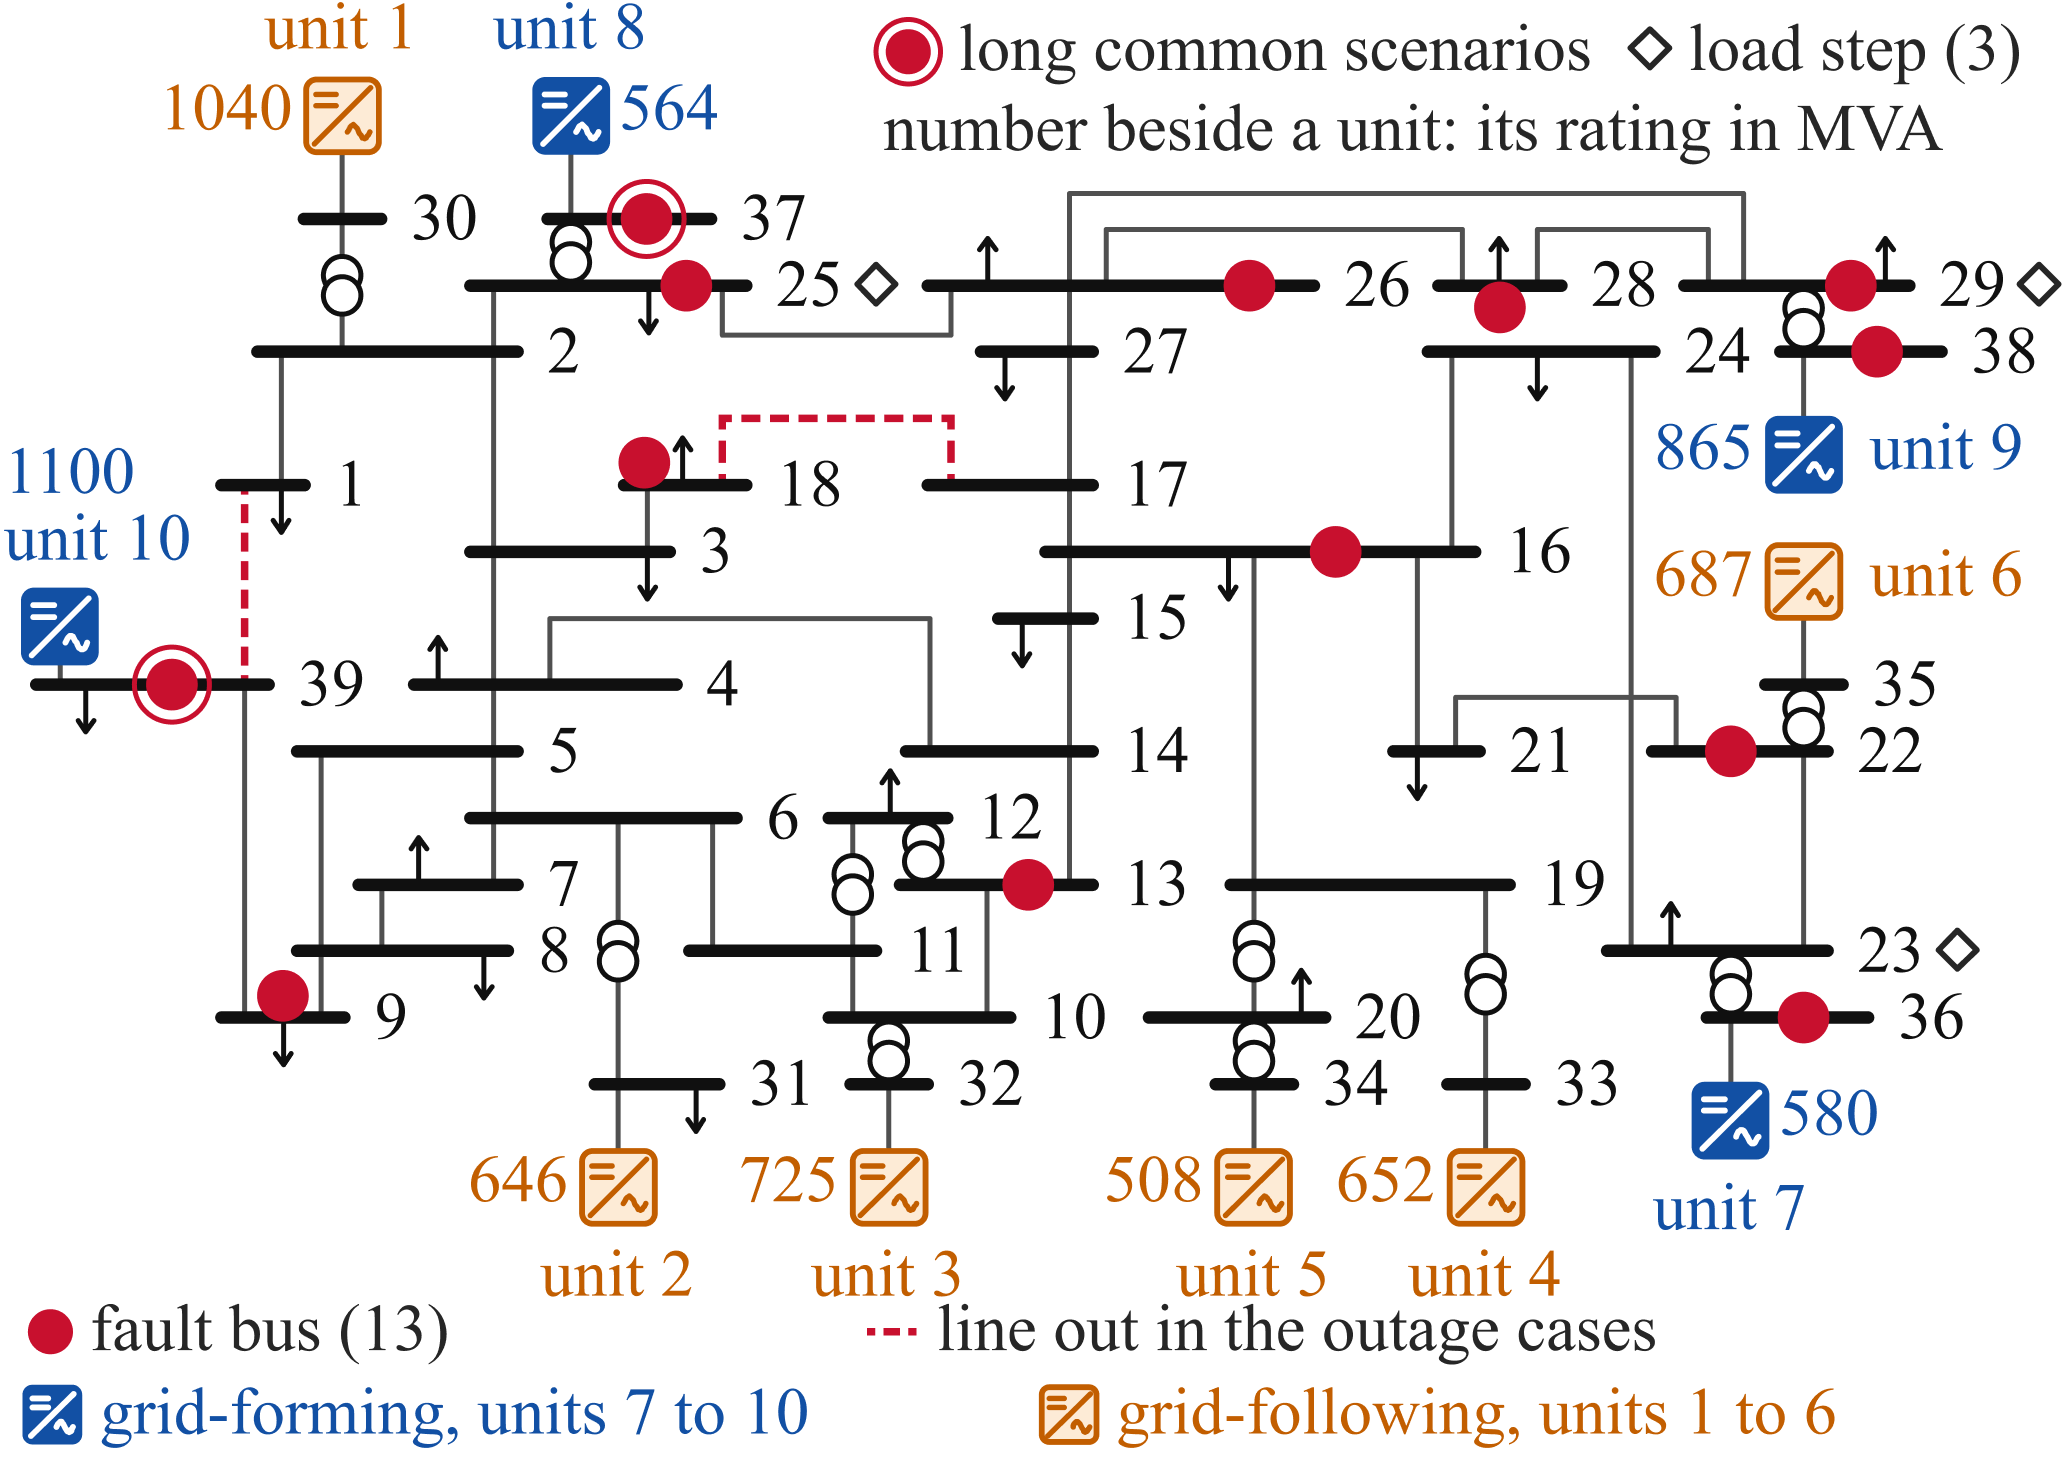 unit 1
unit 8
long common scenarios
load step (3)
1040
564
number beside a unit: its rating in MVA
30
37
25
26
28
29
2
27
24
38
1100
865
unit 9
1
18
17
unit 10
3
16
687
unit 6
15
39
4
35
5
14
21
22
6
12
7
13
19
8
11
23
9
10
20
36
31
32
34
33
580
646
725
508
652
unit 7
unit 2
unit 3
unit 5
unit 4
fault bus (13)
line out in the outage cases
grid-forming, units 7 to 10
grid-following, units 1 to 6